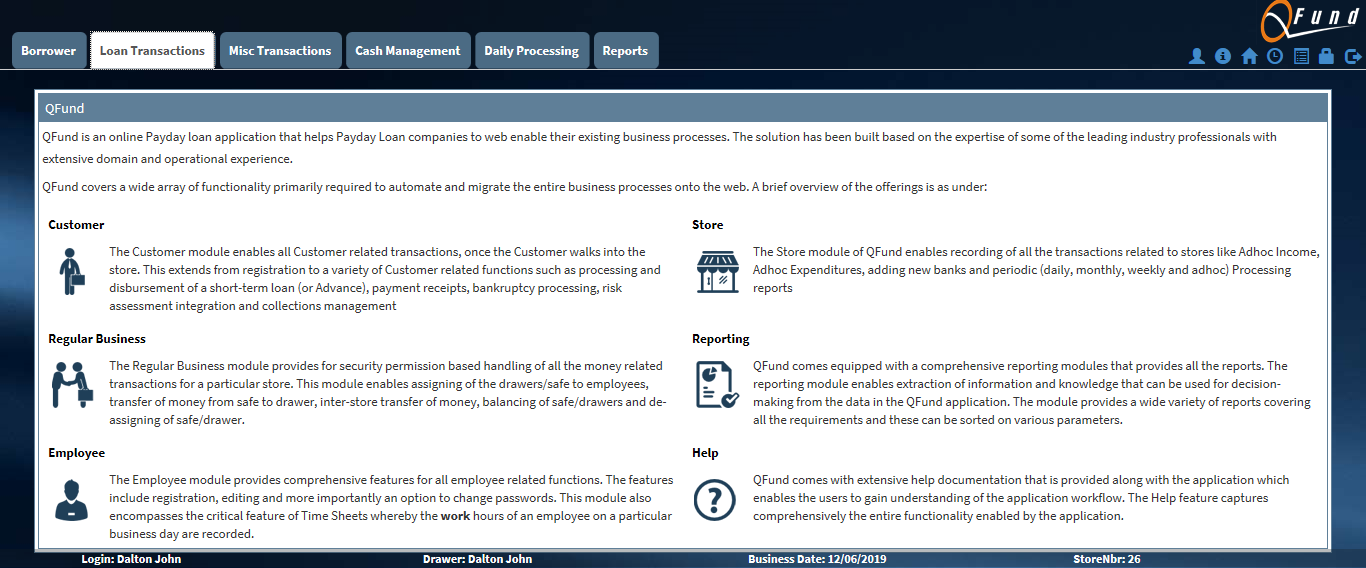 QFund
Borrower
Loan Transactions
Misc Transactions
Cash Management
Daily Processing
Reports
QFund
QFund is an online Payday loan application that helps Payday Loan companies to web enable their existing business processes. The solution has been built based on the expertise of some of the leading industry professionals with
extensive domain and operational experience.
QFund covers a wide array of functionality primarily required to automate and migrate the entire business processes onto the web. A brief overview of the offerings is as under:
Customer
The Customer module enables all Customer related transactions, once the Customer walks into the
store. This extends from registration to a variety of Customer related functions such as processing and
disbursement of a short-term loan (or Advance), payment receipts, bankruptcy processing, risk
assessment integration and collections management
Store
The Store module of QFund enables recording of all the transactions related to stores like Adhoc Income,
Adhoc Expenditures, adding new banks and periodic (daily, monthly, weekly and adhoc) Processing
reports
Regular Business
The Regular Business module provides for security permission based handling of all the money related
transactions for a particular store. This module enables assigning of the drawers/safe to employees,
transfer of money from safe to drawer, inter-store transfer of money, balancing of safe/drawers and de-
assigning of safe/drawer.
Reporting
QFund comes equipped with a comprehensive reporting modules that provides all the reports. The
reporting module enables extraction of information and knowledge that can be used for decision-
making from the data in the QFund application. The module provides a wide variety of reports covering
all the requirements and these can be sorted on various parameters.
Employee
The Employee module provides comprehensive features for all employee related functions. The features
include registration, editing and more importantly an option to change passwords. This module also
encompasses the critical feature of Time Sheets whereby the work hours of an employee on a particular
business day are recorded.
Help
QFund comes with extensive help documentation that is provided along with the application which
enables the users to gain understanding of the application workflow. The Help feature captures
comprehensively the entire functionality enabled by the application.
Login: Dalton John
Drawer: Dalton John
Business Date: 12/06/2019
StoreNbr: 26